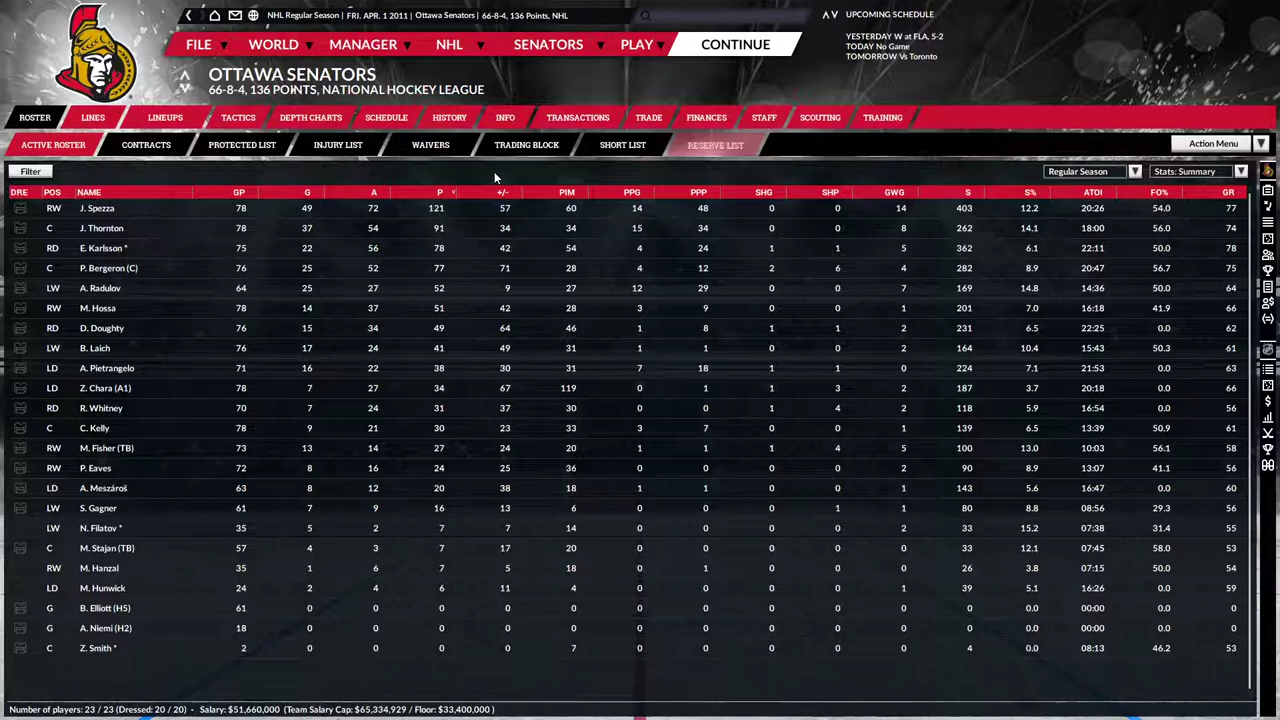 NHL Regular Season | FRI. APR. 1 2011 | Ottawa Senators | 66-8-4, 136 Points, NHL
UPCOMING SCHEDULE
FILE WORLD MANAGER NHL SENATORS PLAY CONTINUE
YESTERDAY W at FLA, 5-2
TODAY No Game
TOMORROW Vs Toronto
OTTAWA SENATORS
66-8-4, 136 POINTS, NATIONAL HOCKEY LEAGUE
ROSTER LINES LINEUPS TACTICS DEPTH CHARTS SCHEDULE HISTORY INFO TRANSACTIONS TRADE FINANCES STAFF SCOUTING TRAINING
ACTIVE ROSTER CONTRACTS PROTECTED LIST INJURY LIST WAIVERS TRADING BLOCK SHORT LIST RESERVE LIST Action Menu
Filter Regular Season Stats: Summary
DRE POS NAME GP G A P +/- PIM PPG PPP SHG SHP GWG S S% ATOI FO% GR
RW J. Spezza 78 49 72 121 57 60 14 48 0 0 14 403 12.2 20:26 54.0 77
C J. Thornton 78 37 54 91 34 34 15 34 0 0 8 262 14.1 18:00 56.0 74
RD E. Karlsson * 75 22 56 78 42 54 4 24 1 1 5 362 6.1 22:11 50.0 78
C P. Bergeron (C) 76 25 52 77 71 28 4 12 2 6 4 282 8.9 20:47 56.7 75
LW A. Radulov 64 25 27 52 9 27 12 29 0 0 7 169 14.8 14:36 50.0 64
RW M. Hossa 78 14 37 51 42 28 3 9 0 0 1 201 7.0 16:18 41.9 66
RD D. Doughty 76 15 34 49 64 46 1 8 1 1 2 231 6.5 22:25 0.0 62
LW B. Laich 76 17 24 41 49 31 1 1 0 0 2 164 10.4 15:43 50.3 61
LD A. Pietrangelo 71 16 22 38 30 31 7 18 1 1 0 224 7.1 21:53 0.0 63
LD Z. Chara (A1) 78 7 27 34 67 119 0 1 1 3 2 187 3.7 20:18 0.0 66
RD R. Whitney 70 7 24 31 37 30 0 0 1 4 2 118 5.9 16:54 0.0 56
C C. Kelly 78 9 21 30 23 33 3 7 0 0 1 139 6.5 13:39 50.9 61
RW M. Fisher (TB) 73 13 14 27 24 20 1 1 1 4 5 100 13.0 10:03 56.1 58
RW P. Eaves 72 8 16 24 25 36 0 0 0 0 2 90 8.9 13:07 41.1 56
LD A. Meszároš 63 8 12 20 38 18 1 1 0 0 1 143 5.6 16:47 0.0 60
LW S. Gagner 61 7 9 16 13 6 0 0 0 1 1 80 8.8 08:56 29.3 56
LW N. Filatov * 35 5 2 7 7 14 0 0 0 0 2 33 15.2 07:38 31.4 55
C M. Stajan (TB) 57 4 3 7 17 20 0 0 0 0 0 33 12.1 07:45 58.0 53
RW M. Hanzal 35 1 6 7 5 18 0 1 0 0 0 26 3.8 07:15 50.0 54
LD M. Hunwick 24 2 4 6 11 4 0 0 0 0 1 39 5.1 16:26 0.0 59
G B. Elliott (H5) 61 0 0 0 0 0 0 0 0 0 0 0 0.0 00:00 0.0 0
G A. Niemi (H2) 18 0 0 0 0 0 0 0 0 0 0 0 0.0 00:00 0.0 0
C Z. Smith * 2 0 0 0 0 7 0 0 0 0 0 4 0.0 08:13 46.2 53
Number of players: 23 / 23 (Dressed: 20 / 20) - Salary: $51,660,000 (Team Salary Cap: $65,334,929 / Floor: $33,400,000 )